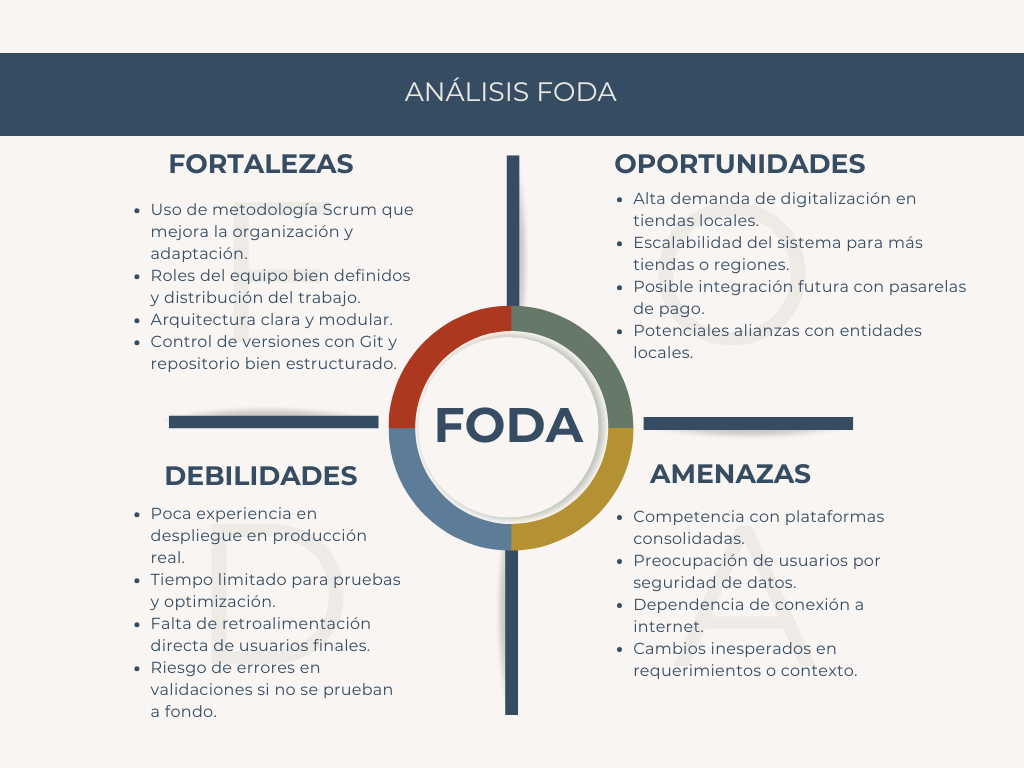 ANÁLISIS FODA
FORTALEZAS
• Uso de metodología Scrum que
mejora la organización y
adaptación.
• Roles del equipo bien definidos
y distribución del trabajo.
• Arquitectura clara y modular.
• Control de versiones con Git y
repositorio bien estructurado.
F
OPORTUNIDADES
• Alta demanda de digitalización en
tiendas locales.
• Escalabilidad del sistema para más
tiendas o regiones.
• Posible integración futura con pasarelas
de pago.
• Potenciales alianzas con entidades
locales.
O
FODA
DEBILIDADES
• Poca experiencia en
despliegue en producción
real.
• Tiempo limitado para pruebas
y optimización.
• Falta de retroalimentación
directa de usuarios finales.
• Riesgo de errores en
validaciones si no se prueban
a fondo.
D
AMENAZAS
• Competencia con plataformas
consolidadas.
• Preocupación de usuarios por
seguridad de datos.
• Dependencia de conexión a
internet.
• Cambios inesperados en
requerimientos o contexto.
A